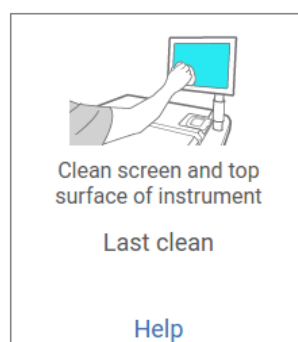 Clean screen and top
surface of instrument
Last clean
Help